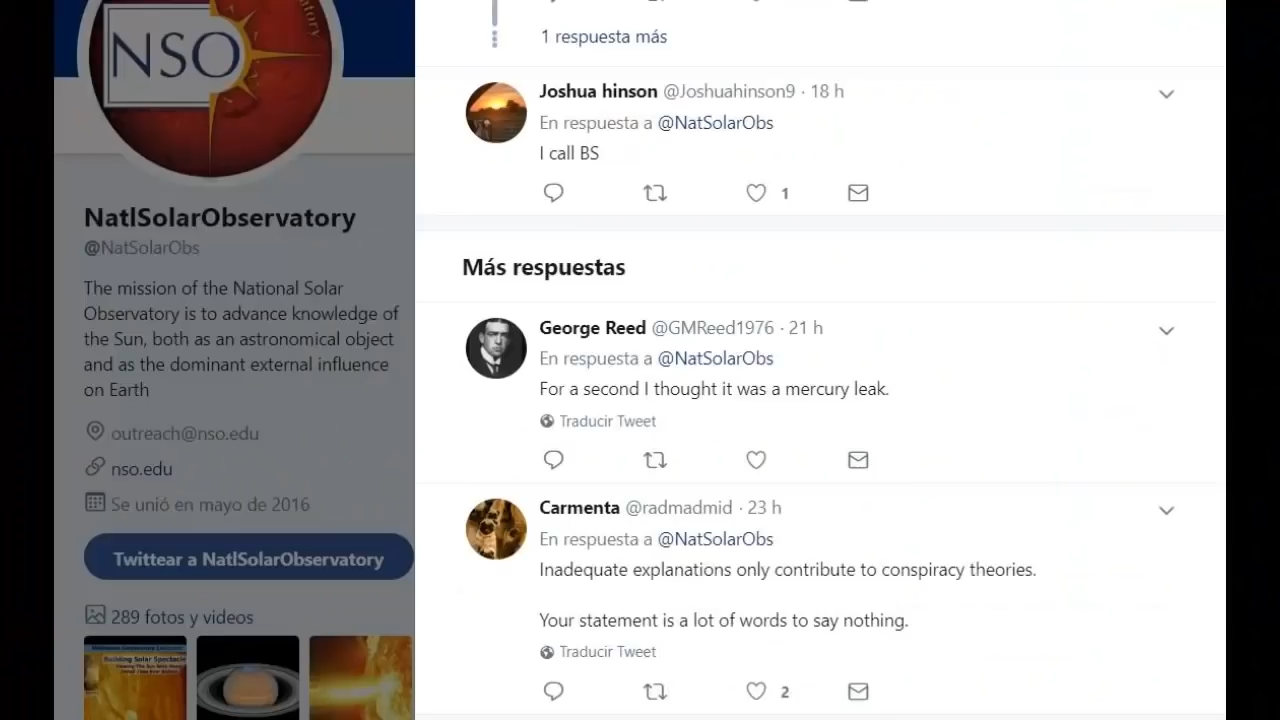 NSO
NatlSolarObservatory
@NatSolarObs
The mission of the National Solar
Observatory is to advance knowledge of
the Sun, both as an astronomical object
and as the dominant external influence
on Earth
outreach@nso.edu
nso.edu
Se unió en mayo de 2016
Twittear a NatlSolarObservatory
289 fotos y videos
Building Solar Spectacle
1 respuesta más
Joshua hinson @Joshuahinson9 · 18 h
En respuesta a @NatSolarObs
I call BS
1
Más respuestas
George Reed @GMReed1976 · 21 h
En respuesta a @NatSolarObs
For a second I thought it was a mercury leak.
Traducir Tweet
Carmenta @radmadmid · 23 h
En respuesta a @NatSolarObs
Inadequate explanations only contribute to conspiracy theories.
Your statement is a lot of words to say nothing.
Traducir Tweet
2